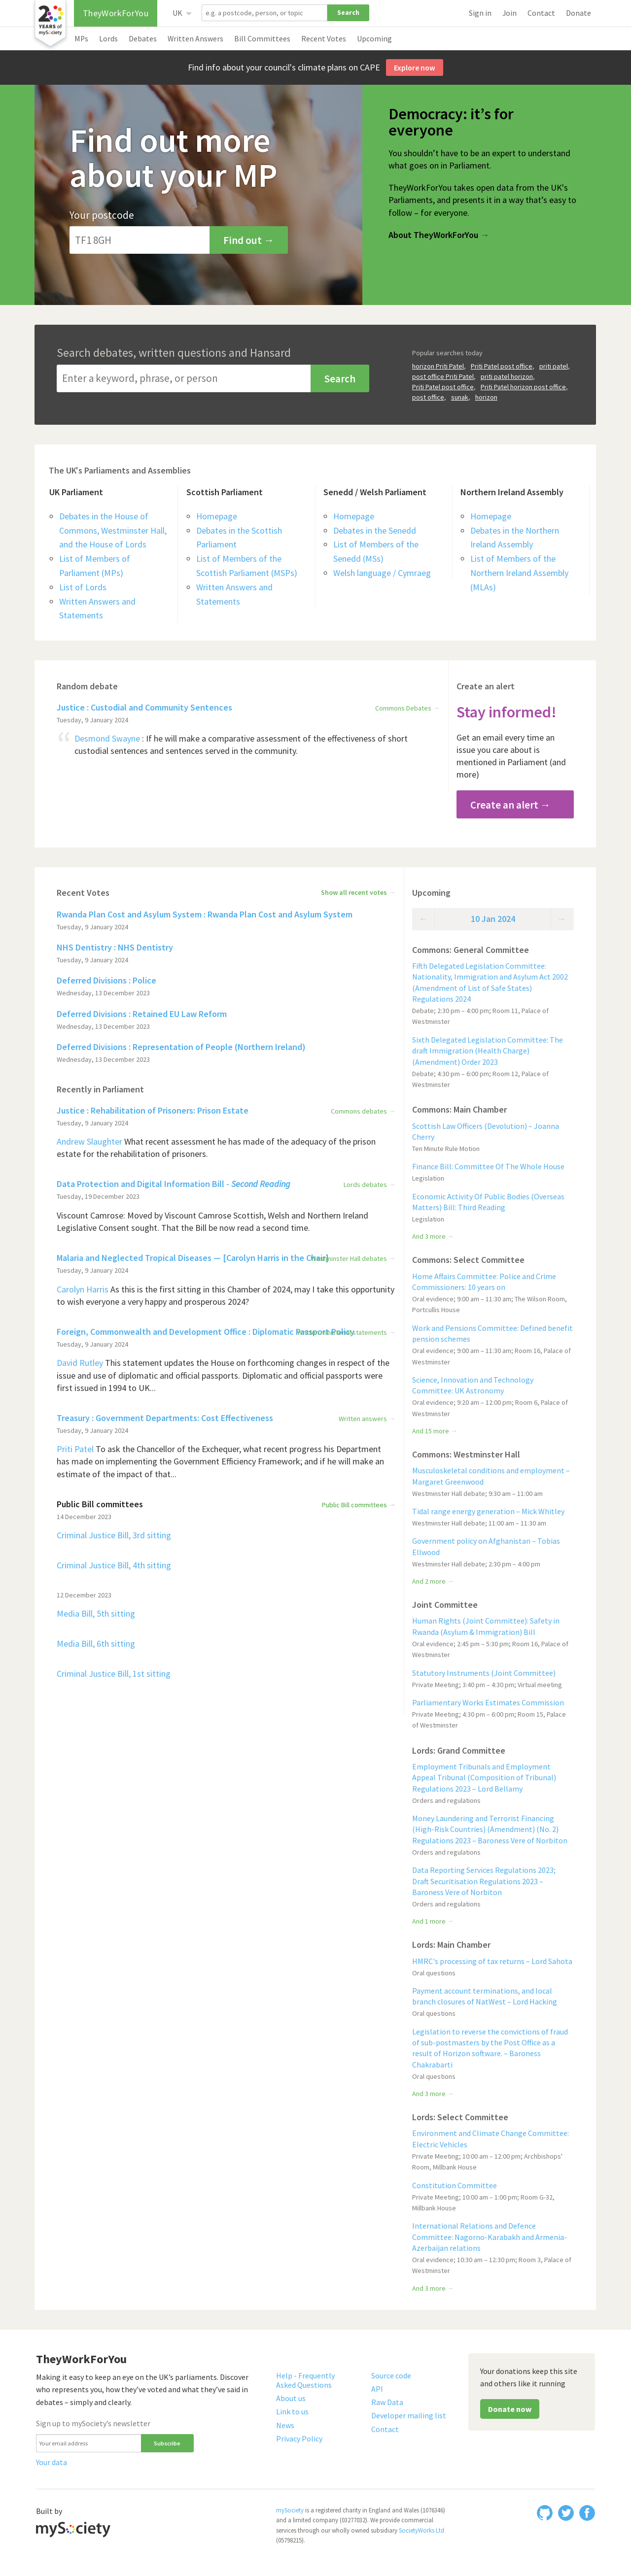 20 YEARS of mySociety
TheyWorkForYou
UK
e.g. a postcode, person, or topic
Search
Sign in
Join
Contact
Donate
MPs
Lords
Debates
Written Answers
Bill Committees
Recent Votes
Upcoming
Find info about your council's climate plans on CAPE
Explore now
Find out more
about your MP
Your postcode
TF1 8GH
Find out →
Democracy: it’s for
everyone
You shouldn’t have to be an expert to understand
what goes on in Parliament.
TheyWorkForYou takes open data from the UK’s
Parliaments, and presents it in a way that’s easy to
follow – for everyone.
About TheyWorkForYou →
Search debates, written questions and Hansard
Enter a keyword, phrase, or person
Search
Popular searches today
horizon Priti Patel, Priti Patel post office, priti patel,
post office Priti Patel, priti patel horizon,
Priti Patel post office, Priti Patel horizon post office,
post office, sunak, horizon
The UK's Parliaments and Assemblies
UK Parliament
Debates in the House of
Commons, Westminster Hall,
and the House of Lords
List of Members of
Parliament (MPs)
List of Lords
Written Answers and
Statements
Scottish Parliament
Homepage
Debates in the Scottish
Parliament
List of Members of the
Scottish Parliament (MSPs)
Written Answers and
Statements
Senedd / Welsh Parliament
Homepage
Debates in the Senedd
List of Members of the
Senedd (MSs)
Welsh language / Cymraeg
Northern Ireland Assembly
Homepage
Debates in the Northern
Ireland Assembly
List of Members of the
Northern Ireland Assembly
(MLAs)
Random debate
Justice : Custodial and Community Sentences
Commons Debates →
Tuesday, 9 January 2024
Desmond Swayne : If he will make a comparative assessment of the effectiveness of short
custodial sentences and sentences served in the community.
Create an alert
Stay informed!
Get an email every time an
issue you care about is
mentioned in Parliament (and
more)
Create an alert →
Recent Votes
Show all recent votes →
Rwanda Plan Cost and Asylum System : Rwanda Plan Cost and Asylum System
Tuesday, 9 January 2024
NHS Dentistry : NHS Dentistry
Tuesday, 9 January 2024
Deferred Divisions : Police
Wednesday, 13 December 2023
Deferred Divisions : Retained EU Law Reform
Wednesday, 13 December 2023
Deferred Divisions : Representation of People (Northern Ireland)
Wednesday, 13 December 2023
Recently in Parliament
Justice : Rehabilitation of Prisoners: Prison Estate
Commons debates →
Tuesday, 9 January 2024
Andrew Slaughter What recent assessment he has made of the adequacy of the prison
estate for the rehabilitation of prisoners.
Data Protection and Digital Information Bill - Second Reading
Lords debates →
Tuesday, 19 December 2023
Viscount Camrose: Moved by Viscount Camrose Scottish, Welsh and Northern Ireland
Legislative Consent sought. That the Bill be now read a second time.
Malaria and Neglected Tropical Diseases — [Carolyn Harris in the Chair]
Westminster Hall debates →
Tuesday, 9 January 2024
Carolyn Harris As this is the first sitting in this Chamber of 2024, may I take this opportunity
to wish everyone a very happy and prosperous 2024?
Foreign, Commonwealth and Development Office : Diplomatic Passport Policy
Written ministerial statements →
Tuesday, 9 January 2024
David Rutley This statement updates the House on forthcoming changes in respect of the
issue and use of diplomatic and official passports. Diplomatic and official passports were
first issued in 1994 to UK...
Treasury : Government Departments: Cost Effectiveness
Written answers →
Tuesday, 9 January 2024
Priti Patel To ask the Chancellor of the Exchequer, what recent progress his Department
has made on implementing the Government Efficiency Framework; and if he will make an
estimate of the impact of that...
Public Bill committees
Public Bill committees →
14 December 2023
Criminal Justice Bill, 3rd sitting
Criminal Justice Bill, 4th sitting
12 December 2023
Media Bill, 5th sitting
Media Bill, 6th sitting
Criminal Justice Bill, 1st sitting
Upcoming
← 10 Jan 2024 →
Commons: General Committee
Fifth Delegated Legislation Committee:
Nationality, Immigration and Asylum Act 2002
(Amendment of List of Safe States)
Regulations 2024
Debate; 2:30 pm – 4:00 pm; Room 11, Palace of
Westminster
Sixth Delegated Legislation Committee: The
draft Immigration (Health Charge)
(Amendment) Order 2023
Debate; 4:30 pm – 6:00 pm; Room 12, Palace of
Westminster
Commons: Main Chamber
Scottish Law Officers (Devolution) – Joanna
Cherry
Ten Minute Rule Motion
Finance Bill: Committee Of The Whole House
Legislation
Economic Activity Of Public Bodies (Overseas
Matters) Bill: Third Reading
Legislation
And 3 more →
Commons: Select Committee
Home Affairs Committee: Police and Crime
Commissioners: 10 years on
Oral evidence; 9:00 am – 11:30 am; The Wilson Room,
Portcullis House
Work and Pensions Committee: Defined benefit
pension schemes
Oral evidence; 9:00 am – 11:30 am; Room 16, Palace of
Westminster
Science, Innovation and Technology
Committee: UK Astronomy
Oral evidence; 9:20 am – 12:00 pm; Room 6, Palace of
Westminster
And 15 more →
Commons: Westminster Hall
Musculoskeletal conditions and employment –
Margaret Greenwood
Westminster Hall debate; 9:30 am – 11:00 am
Tidal range energy generation – Mick Whitley
Westminster Hall debate; 11:00 am – 11:30 am
Government policy on Afghanistan – Tobias
Ellwood
Westminster Hall debate; 2:30 pm – 4:00 pm
And 2 more →
Joint Committee
Human Rights (Joint Committee): Safety in
Rwanda (Asylum & Immigration) Bill
Oral evidence; 2:45 pm – 5:30 pm; Room 16, Palace of
Westminster
Statutory Instruments (Joint Committee)
Private Meeting; 3:40 pm – 4:30 pm; Virtual meeting
Parliamentary Works Estimates Commission
Private Meeting; 4:30 pm – 6:00 pm; Room 15, Palace
of Westminster
Lords: Grand Committee
Employment Tribunals and Employment
Appeal Tribunal (Composition of Tribunal)
Regulations 2023 – Lord Bellamy
Orders and regulations
Money Laundering and Terrorist Financing
(High-Risk Countries) (Amendment) (No. 2)
Regulations 2023 – Baroness Vere of Norbiton
Orders and regulations
Data Reporting Services Regulations 2023;
Draft Securitisation Regulations 2023 –
Baroness Vere of Norbiton
Orders and regulations
And 1 more →
Lords: Main Chamber
HMRC's processing of tax returns – Lord Sahota
Oral questions
Payment account terminations, and local
branch closures of NatWest – Lord Hacking
Oral questions
Legislation to reverse the convictions of fraud
of sub-postmasters by the Post Office as a
result of Horizon software. – Baroness
Chakrabarti
Oral questions
And 3 more →
Lords: Select Committee
Environment and Climate Change Committee:
Electric Vehicles
Private Meeting; 10:00 am – 12:00 pm; Archbishops'
Room, Millbank House
Constitution Committee
Private Meeting; 10:00 am – 1:00 pm; Room G-32,
Millbank House
International Relations and Defence
Committee: Nagorno-Karabakh and Armenia-
Azerbaijan relations
Oral evidence; 10:30 am – 12:30 pm; Room 3, Palace of
Westminster
And 3 more →
TheyWorkForYou
Making it easy to keep an eye on the UK’s parliaments. Discover
who represents you, how they’ve voted and what they’ve said in
debates – simply and clearly.
Sign up to mySociety’s newsletter
Your email address
Subscribe
Your data
Help - Frequently
Asked Questions
About us
Link to us
News
Privacy Policy
Source code
API
Raw Data
Developer mailing list
Contact
Your donations keep this site
and others like it running
Donate now
Built by
mySociety
mySociety is a registered charity in England and Wales (1076346)
and a limited company (03277032). We provide commercial
services through our wholly owned subsidiary SocietyWorks Ltd
(05798215).